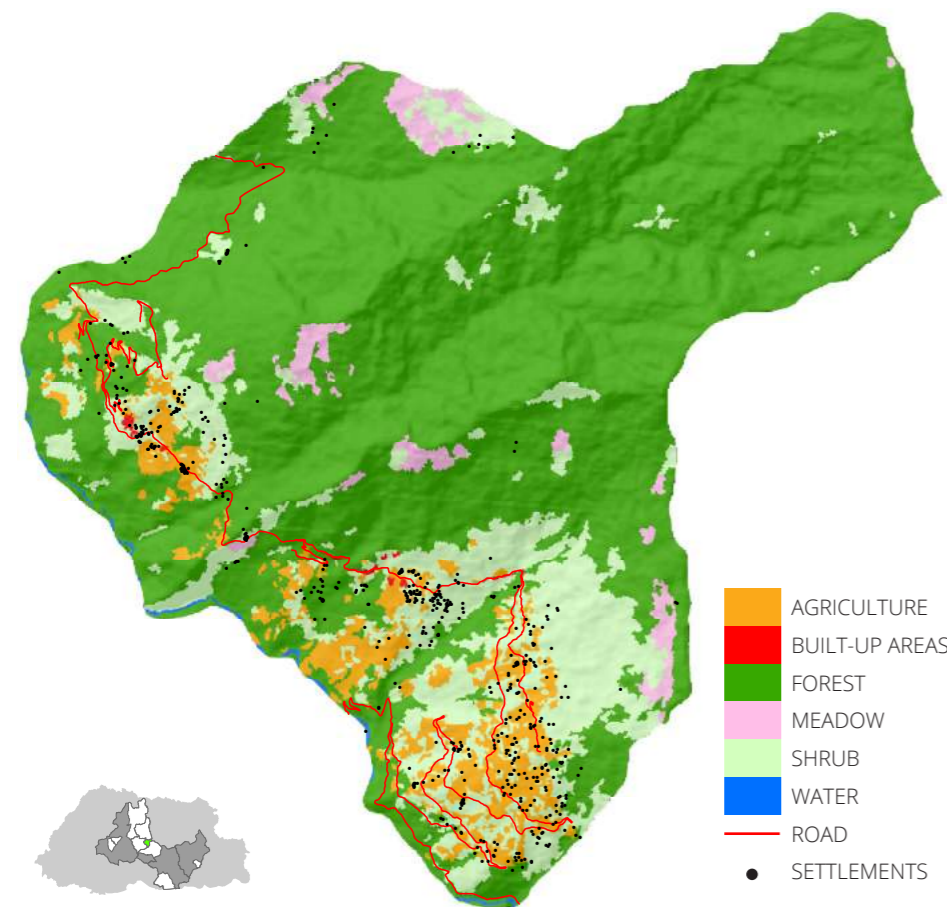 AGRICULTURE
BUILT-UP AREAS
FOREST
MEADOW
SHRUB
WATER
ROAD
SETTLEMENTS